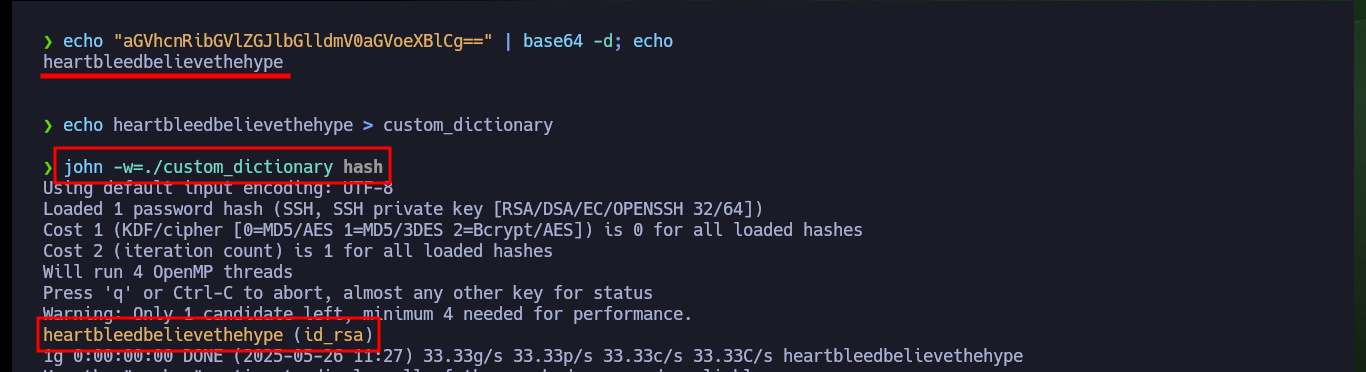 ❯ echo "aGVhcnRibGVlZGJlbGlldmV0aGVoeXBlCg==" | base64 -d; echo
heartbleedbelievethehype
❯ echo heartbleedbelievethehype > custom_dictionary
❯ john -w=./custom_dictionary hash
Using default input encoding: UTF-8
Loaded 1 password hash (SSH, SSH private key [RSA/DSA/EC/OPENSSH 32/64])
Cost 1 (KDF/cipher [0=MD5/AES 1=MD5/3DES 2=Bcrypt/AES]) is 0 for all loaded hashes
Cost 2 (iteration count) is 1 for all loaded hashes
Will run 4 OpenMP threads
Press 'q' or Ctrl-C to abort, almost any other key for status
Warning: Only 1 candidate left, minimum 4 needed for performance.
heartbleedbelievethehype (id_rsa)
1g 0:00:00:00 DONE (2025-05-26 11:27) 33.33g/s 33.33p/s 33.33c/s 33.33C/s heartbleedbelievethehype